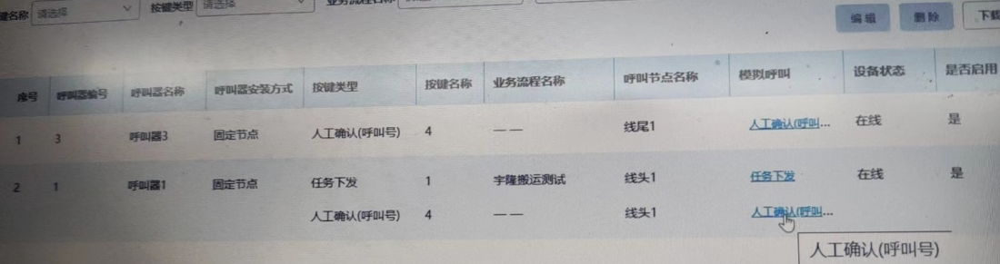 键名称 请选择 按键类型 请选择 业务流程名称
编辑 删除 下载
序号 呼叫器编号 呼叫器名称 呼叫器安装方式 按键类型 按键名称 业务流程名称 呼叫节点名称 模拟呼叫 设备状态 是否启用
1 3 呼叫器3 固定节点 人工确认(呼叫号) 4 —— 线尾1 人工确认(呼叫... 在线 是
2 1 呼叫器1 固定节点 任务下发 1 宇隆搬运测试 线头1 任务下发 在线 是
人工确认(呼叫号) 4 —— 线头1 人工确认(呼叫...
人工确认(呼叫号)